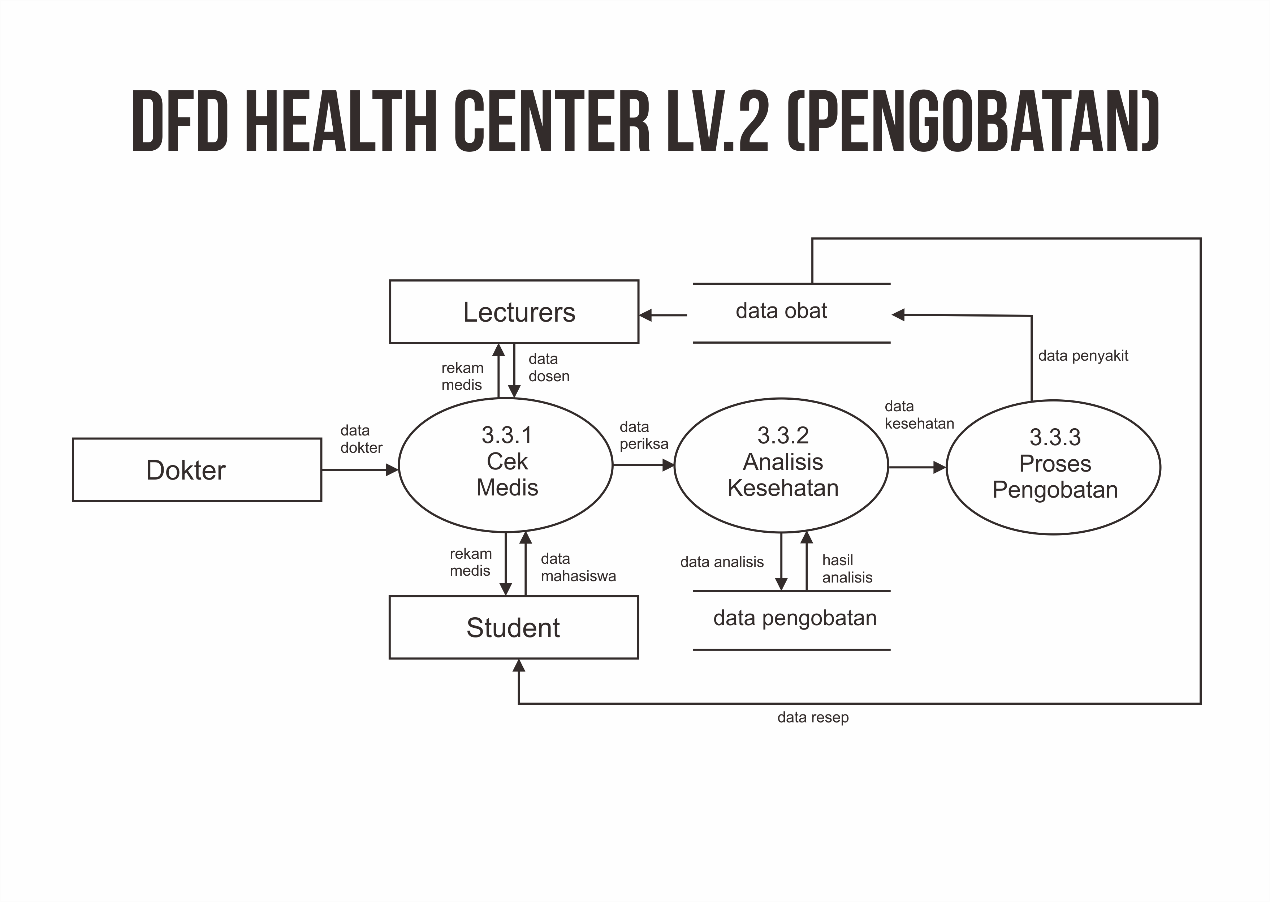 DFD HEALTH CENTER LV.2 (PENGOBATAN)
Lecturers
data obat
rekam
medis
data
dosen
data penyakit
Dokter
data
dokter
3.3.1
Cek
Medis
data
periksa
3.3.2
Analisis
Kesehatan
data
kesehatan
3.3.3
Proses
Pengobatan
rekam
medis
data
mahasiswa
data analisis
hasil
analisis
Student
data pengobatan
data resep